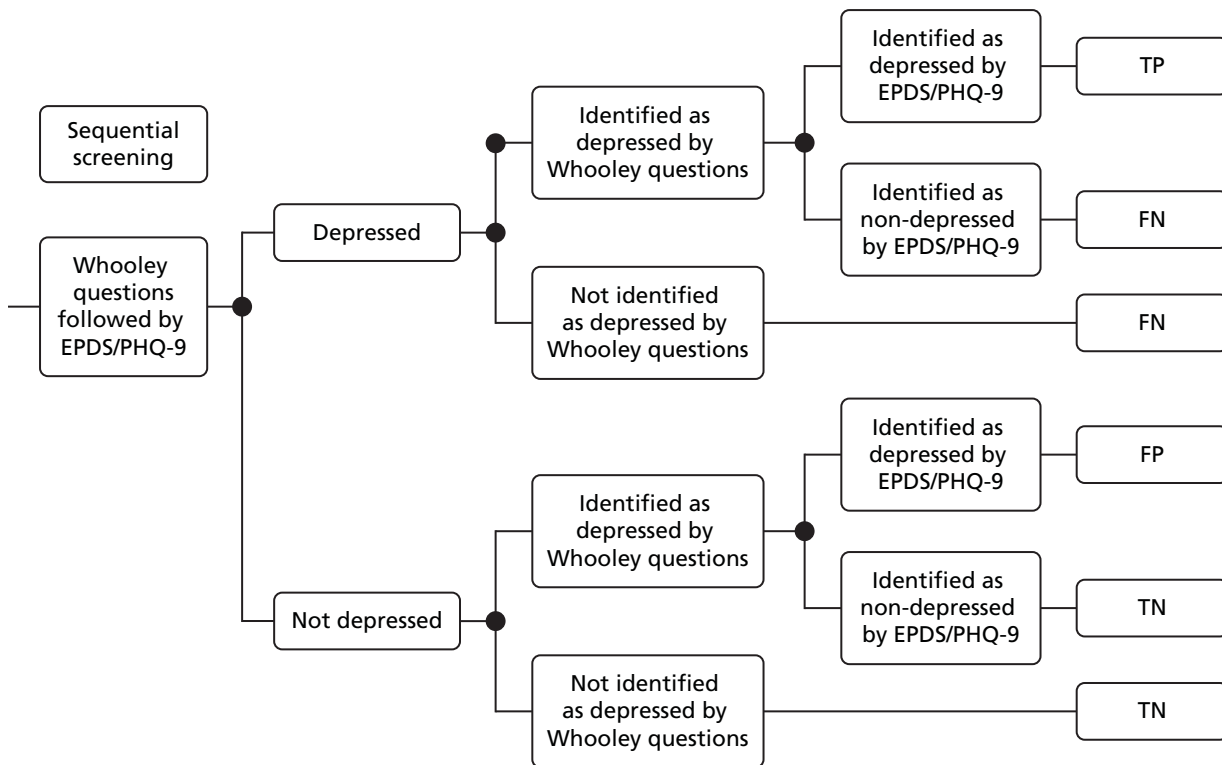 Sequential
screening
Whooley
questions
followed by
EPDS/PHQ-9
Depressed
Identified as
depressed by
Whooley questions
Identified as
depressed by
EPDS/PHQ-9
TP
Identified as
non-depressed
by EPDS/PHQ-9
FN
Not identified
as depressed by
Whooley questions
FN
Not depressed
Identified as
depressed by
Whooley questions
Identified as
depressed by
EPDS/PHQ-9
FP
Identified as
non-depressed
by EPDS/PHQ-9
TN
Not identified
as depressed by
Whooley questions
TN